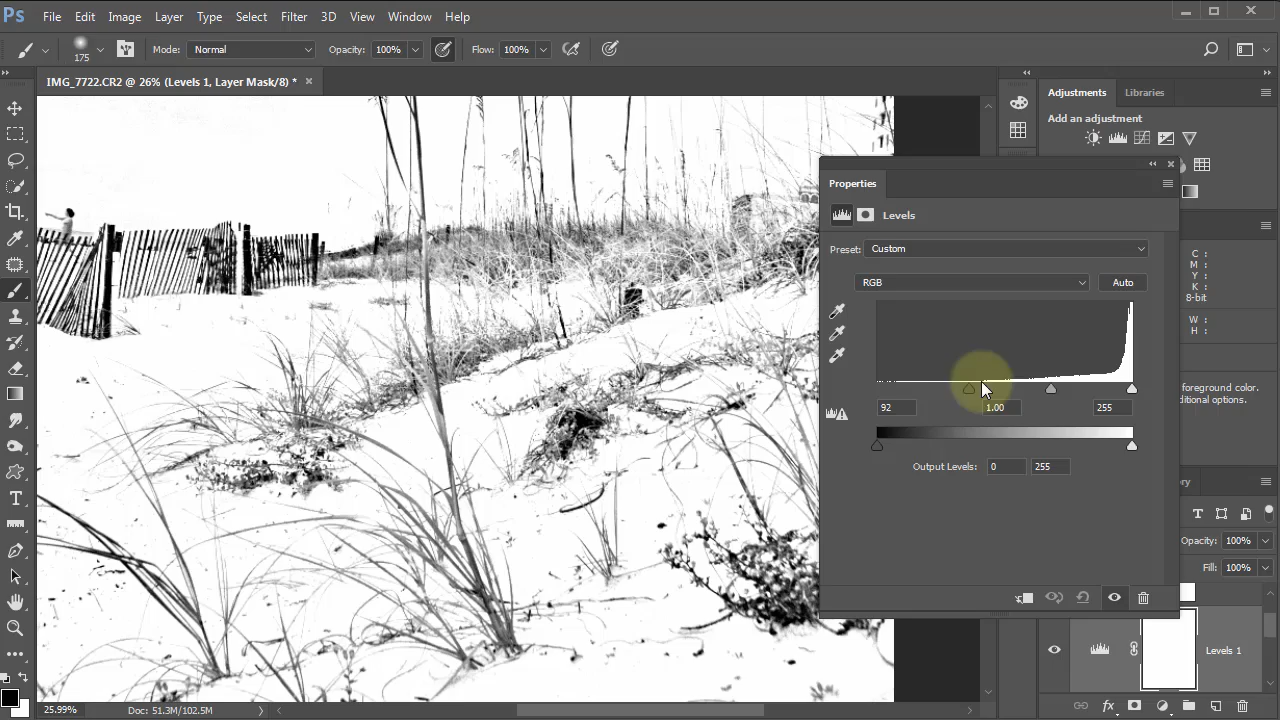 Ps File Edit Image Layer Type Select Filter 3D View Window Help
175 Mode: Normal Opacity: 100% Flow: 100%
IMG_7722.CR2 @ 26% (Levels 1, Layer Mask/8) *
Adjustments Libraries
Add an adjustment
Properties
Levels
Preset: Custom
RGB Auto
92 1.00 255
Output Levels: 0 255
C :
M :
Y :
K :
8-bit
W :
H :
foreground color.
ditional options.
ory
Opacity: 100%
Fill: 100%
Levels 1
25.99% Doc: 51.3M/102.5M